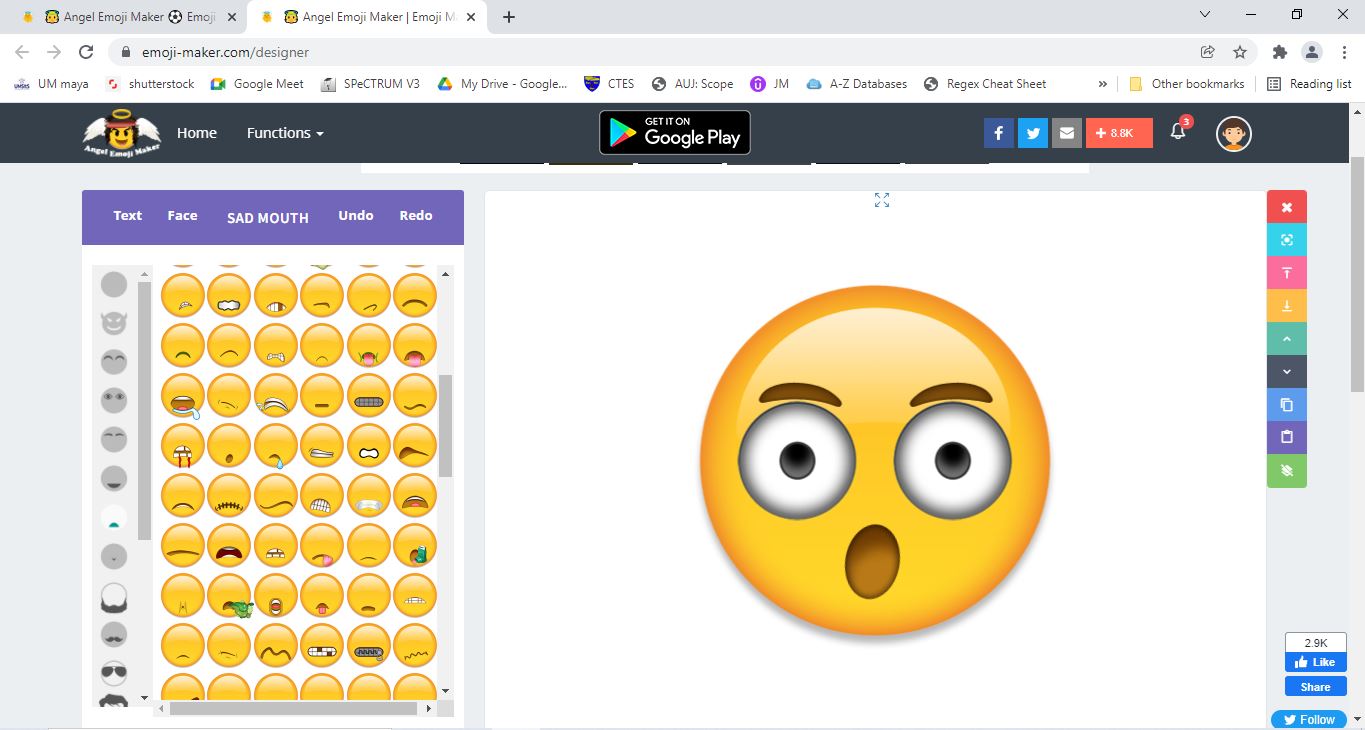 Angel Emoji Maker ⚽ Emoji
Angel Emoji Maker | Emoji M
emoji-maker.com/designer
UM maya
shutterstock
Google Meet
SPeCTRUM V3
My Drive - Google...
CTES
AUJ: Scope
JM
A-Z Databases
Regex Cheat Sheet
»
Other bookmarks
Reading list
Angel Emoji Maker
Home
Functions
GET IT ON
Google Play
8.8K
3
Text
Face
SAD MOUTH
Undo
Redo
2.9K
Like
Share
Follow